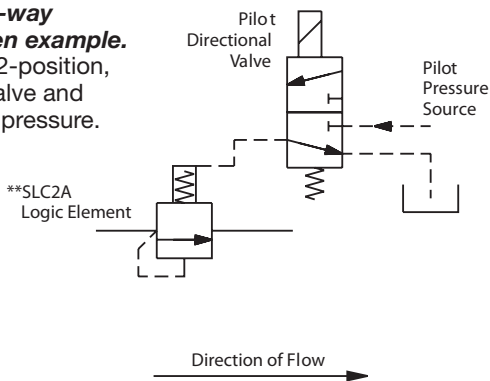 -way
en example.
2-position,
alve and
pressure.
Pilot
Directional
Valve
Pilot
Pressure
Source
**SLC2A
Logic Element
Direction of Flow